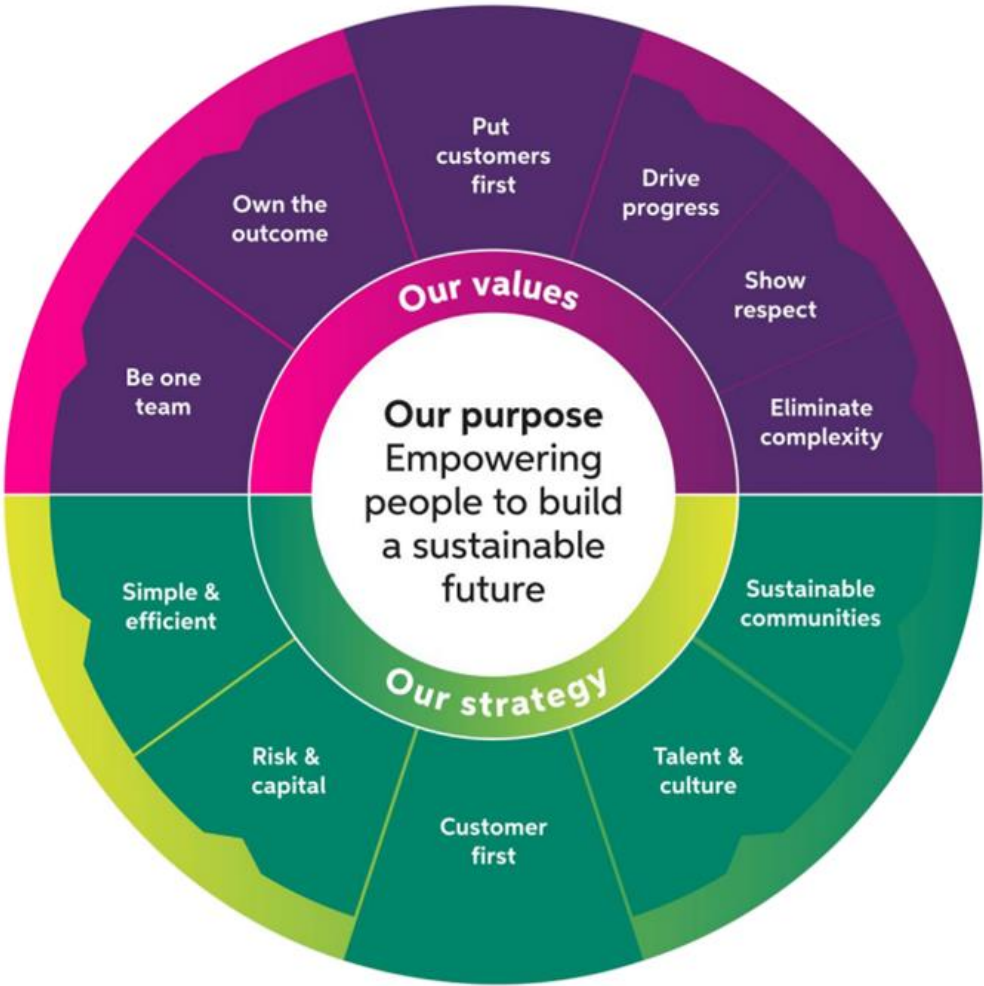 Put
customers
first
Drive
progress
Own the
outcome
Show
respect
Be one
team
Eliminate
complexity
Our values
Our purpose
Empowering
people to build
a sustainable
future
Our strategy
Simple &
efficient
Sustainable
communities
Risk &
capital
Talent &
culture
Customer
first